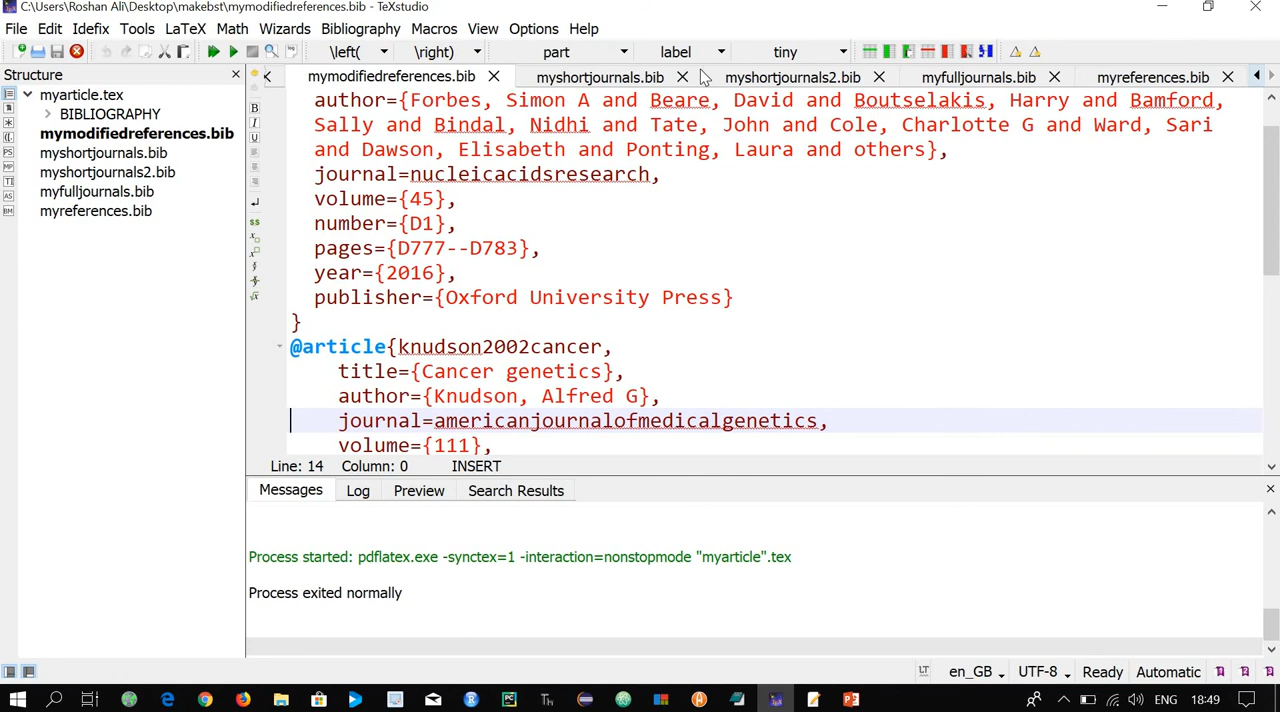 C:\Users\Roshan Ali\Desktop\makebst\mymodifiedreferences.bib - TeXstudio
File Edit Idefix Tools LaTeX Math Wizards Bibliography Macros View Options Help
\left( \right) part label tiny
Structure
mymodifiedreferences.bib myshortjournals.bib myshortjournals2.bib myfulljournals.bib myreferences.bib
myarticle.tex
BIBLIOGRAPHY
mymodifiedreferences.bib
myshortjournals.bib
myshortjournals2.bib
myfulljournals.bib
myreferences.bib
author={Forbes, Simon A and Beare, David and Boutselakis, Harry and Bamford,
Sally and Bindal, Nidhi and Tate, John and Cole, Charlotte G and Ward, Sari
and Dawson, Elisabeth and Ponting, Laura and others},
journal=nucleicacidsresearch,
volume={45},
number={D1},
pages={D777--D783},
year={2016},
publisher={Oxford University Press}
}
@article{knudson2002cancer,
title={Cancer genetics},
author={Knudson, Alfred G},
journal=americanjournalofmedicalgenetics,
volume={111},
Line: 14 Column: 0 INSERT
Messages Log Preview Search Results
Process started: pdflatex.exe -synctex=1 -interaction=nonstopmode "myarticle".tex
Process exited normally
LT en_GB UTF-8 Ready Automatic
ENG 18:49